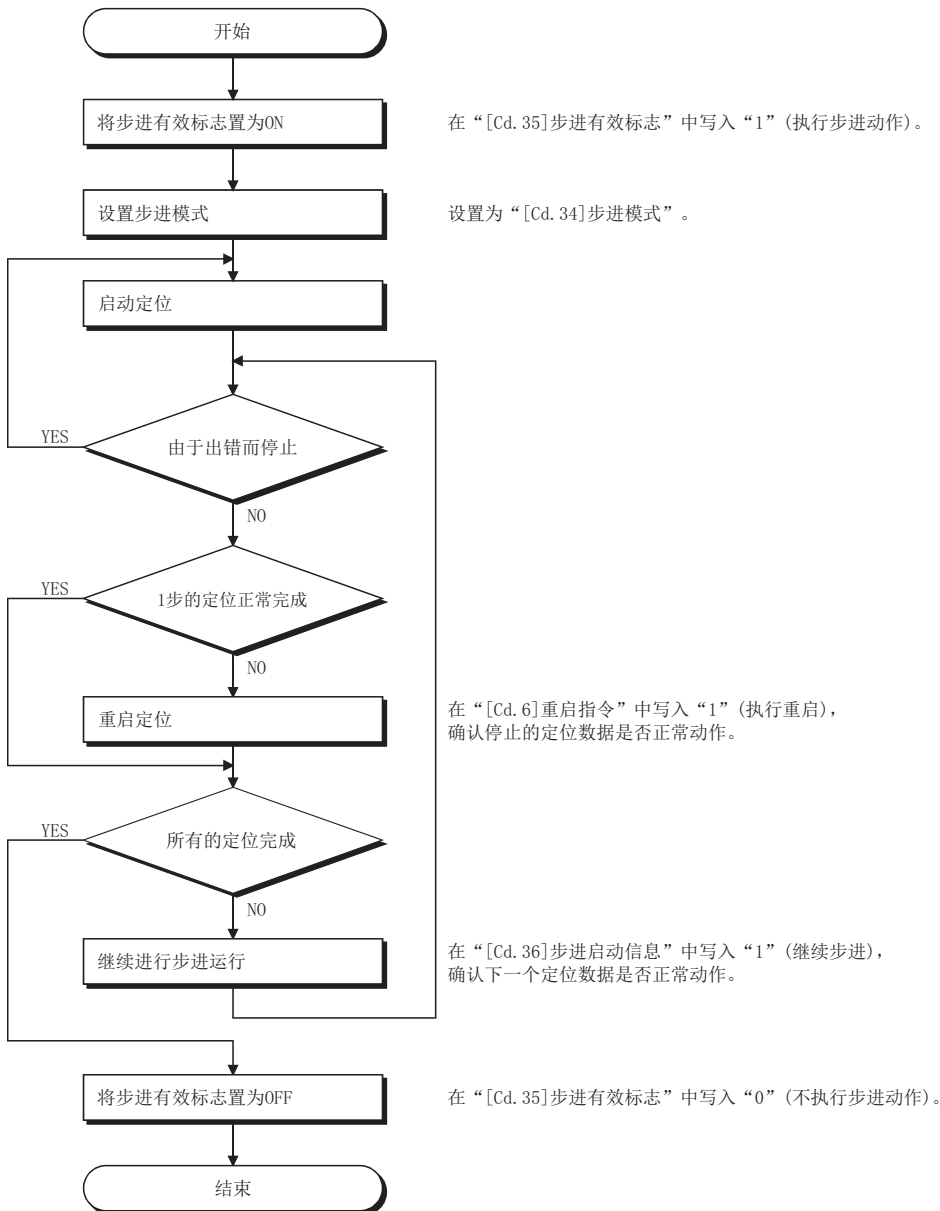 开始
将步进有效标志置为ON
在“[Cd.35]步进有效标志”中写入“1”(执行步进动作)。
设置步进模式
设置为“[Cd.34]步进模式”。
启动定位
YES
由于出错而停止
NO
YES
1步的定位正常完成
NO
重启定位
在“[Cd.6]重启指令”中写入“1”(执行重启),
确认停止的定位数据是否正常动作。
YES
所有的定位完成
NO
继续进行步进运行
在“[Cd.36]步进启动信息”中写入“1”(继续步进),
确认下一个定位数据是否正常动作。
将步进有效标志置为OFF
在“[Cd.35]步进有效标志”中写入“0”(不执行步进动作)。
结束